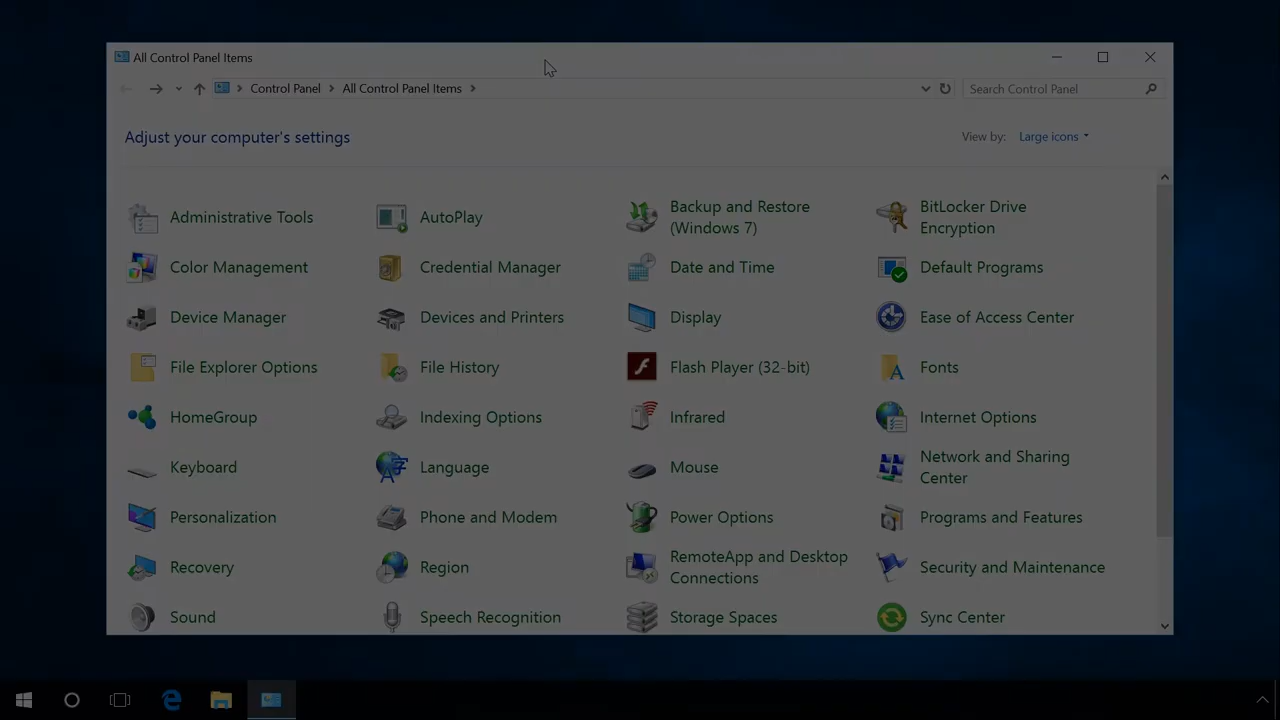 All Control Panel Items
Control Panel All Control Panel Items Search Control Panel
Adjust your computer's settings View by: Large icons
Administrative Tools
AutoPlay
Backup and Restore
(Windows 7)
BitLocker Drive
Encryption
Color Management
Credential Manager
Date and Time
Default Programs
Device Manager
Devices and Printers
Display
Ease of Access Center
File Explorer Options
File History
Flash Player (32-bit)
Fonts
HomeGroup
Indexing Options
Infrared
Internet Options
Keyboard
Language
Mouse
Network and Sharing
Center
Personalization
Phone and Modem
Power Options
Programs and Features
Recovery
Region
RemoteApp and Desktop
Connections
Security and Maintenance
Sound
Speech Recognition
Storage Spaces
Sync Center